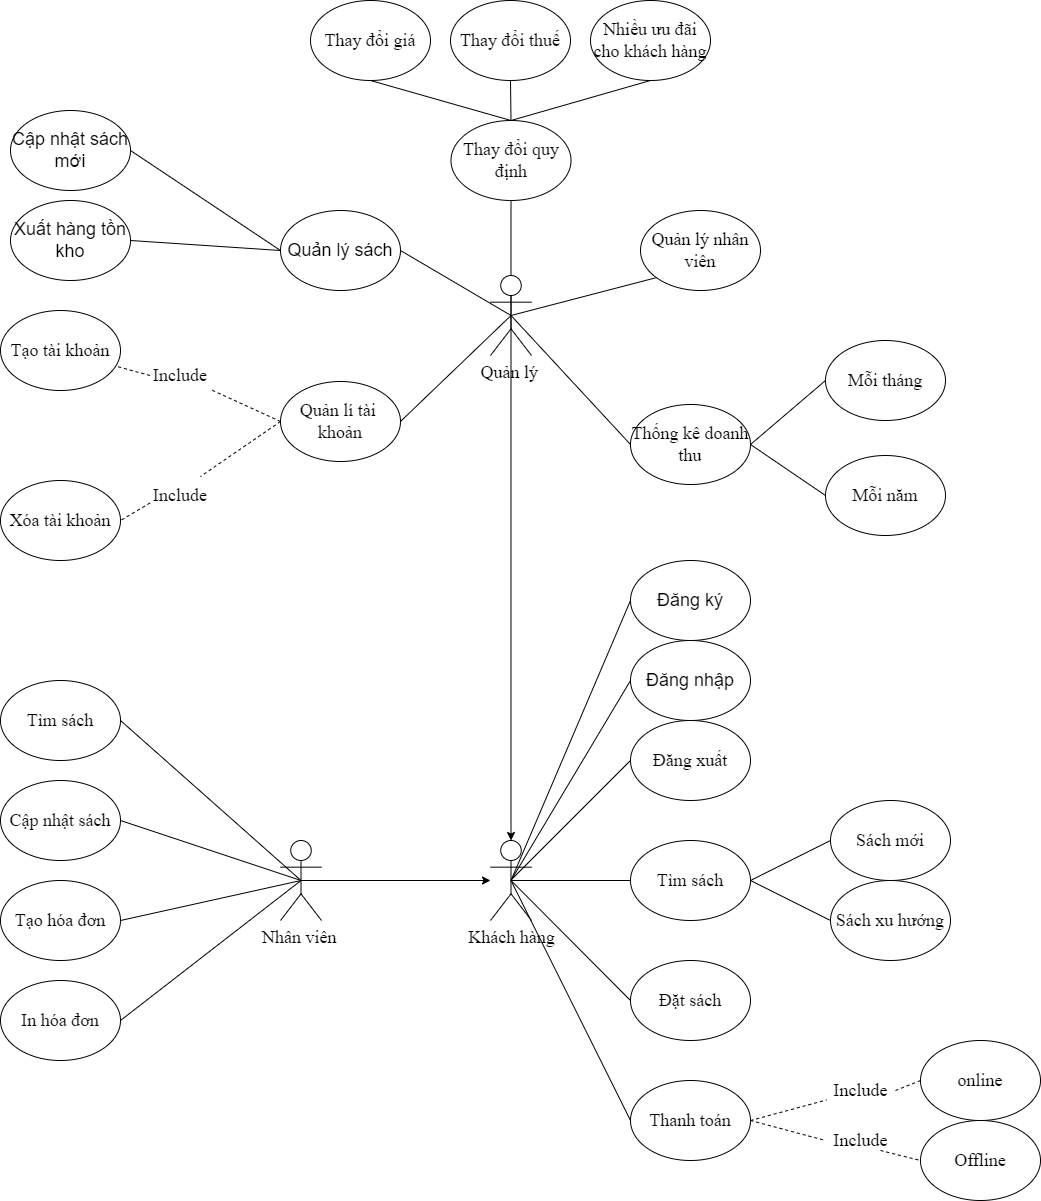 Thay đổi giá
Thay đổi thuế
Nhiều ưu đãi
cho khách hàng
Cập nhật sách
mới
Thay đổi quy
định
Xuất hàng tồn
kho
Quản lý sách
Quản lý nhân
viên
Tạo tài khoản
Include
Quản lý
Mỗi tháng
Quản lí tài
khoản
Thống kê doanh
thu
Include
Mỗi năm
Xóa tài khoản
Đăng ký
Đăng nhập
Tìm sách
Đăng xuất
Cập nhật sách
Sách mới
Tìm sách
Tạo hóa đơn
Nhân viên
Khách hàng
Sách xu hướng
In hóa đơn
Đặt sách
Include
online
Thanh toán
Include
Offline